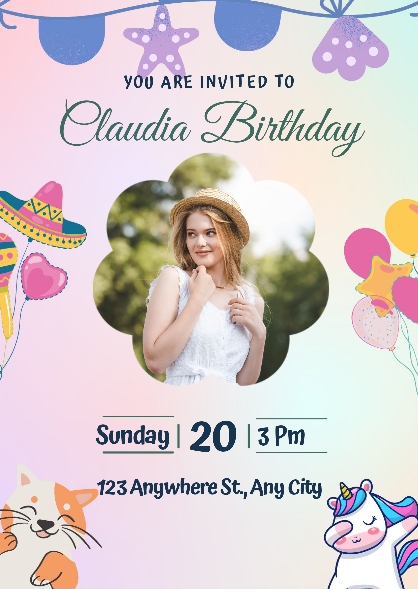 YOU ARE INVITED TO
Claudia Birthday
Sunday 20 3 Pm
123 Anywhere St., Any City